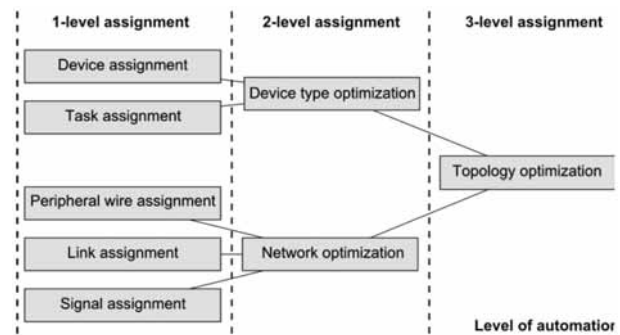 1-level assignment 2-level assignment 3-level assignment
Device assignment
Device type optimization
Task assignment
Topology optimization
Peripheral wire assignment
Link assignment
Network optimization
Signal assignment
Level of automation